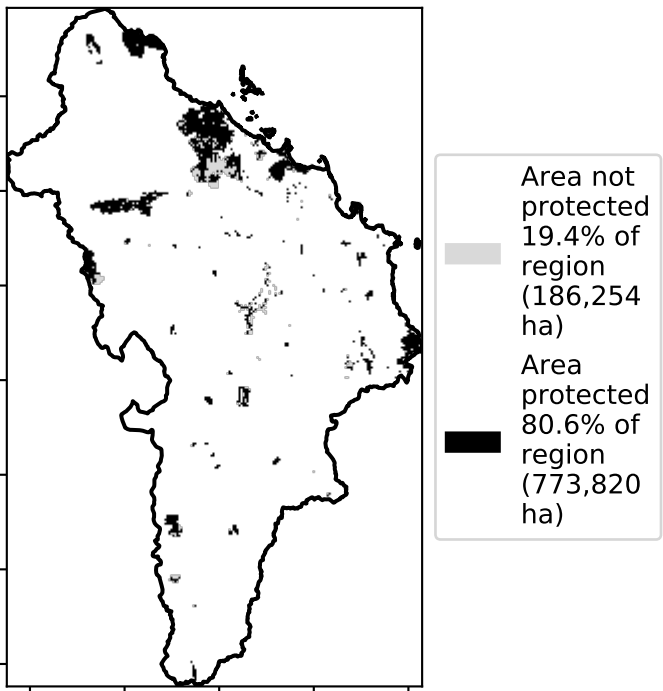 Area not
protected
19.4% of
region
(186,254
ha)
Area
protected
80.6% of
region
(773,820
ha)